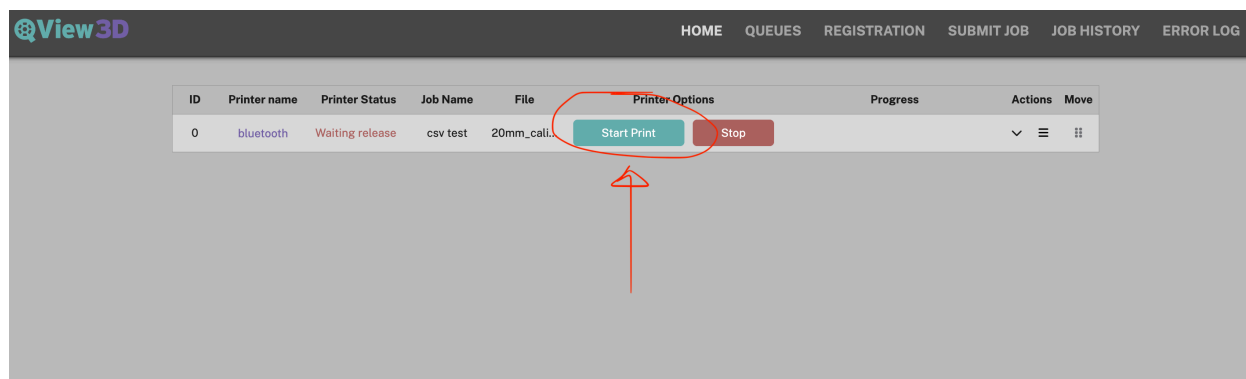 QView3D HOME QUEUES REGISTRATION SUBMIT JOB JOB HISTORY ERROR LOG
ID Printer name Printer Status Job Name File Printer Options Progress Actions Move
0 bluetooth Waiting release csv test 20mm_cali... Start Print Stop